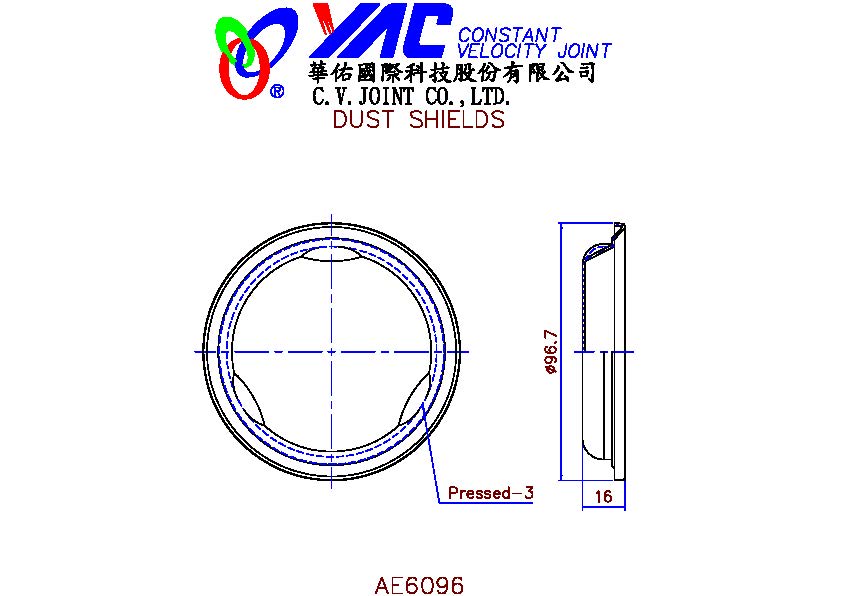 YAC CONSTANT
VELOCITY JOINT
華佑國際科技股份有限公司
®
C.V.JOINT CO.,LTD.
DUST SHIELDS
ø96.7
Pressed-3
16
AE6096